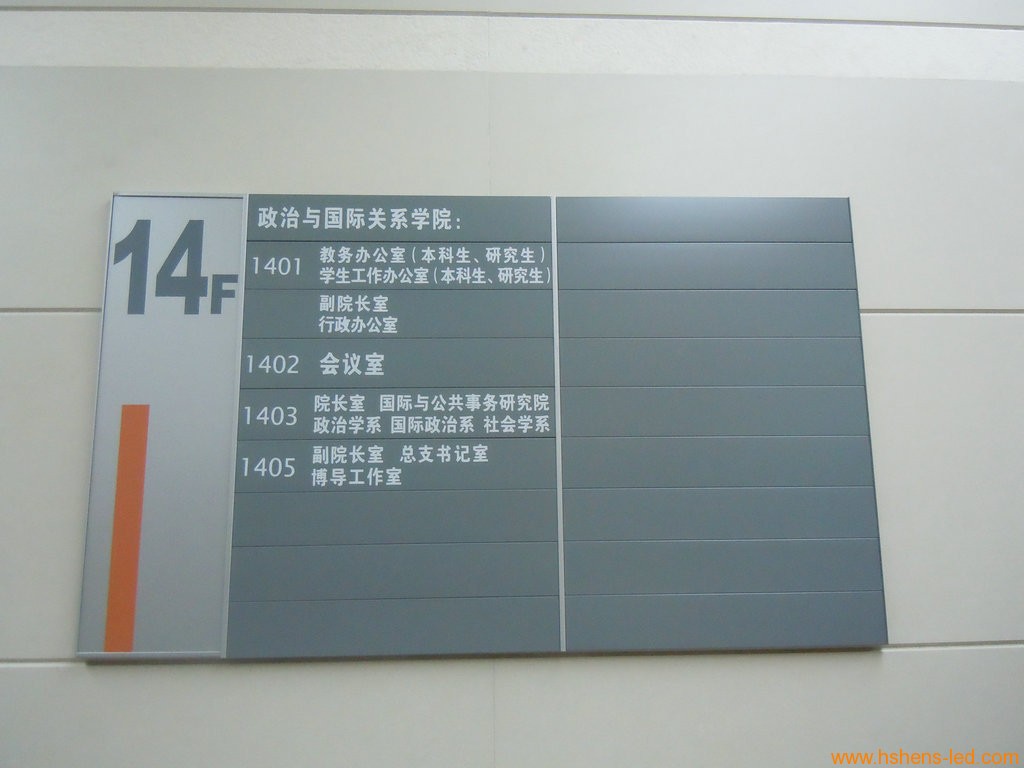 14F
政治与国际关系学院：
1401 教务办公室（本科生、研究生）
学生工作办公室（本科生、研究生）
副院长室
行政办公室
1402 会议室
1403 院长室 国际与公共事务研究院
政治学系 国际政治系 社会学系
1405 副院长室 总支书记室
博导工作室
www.hshens-led.com